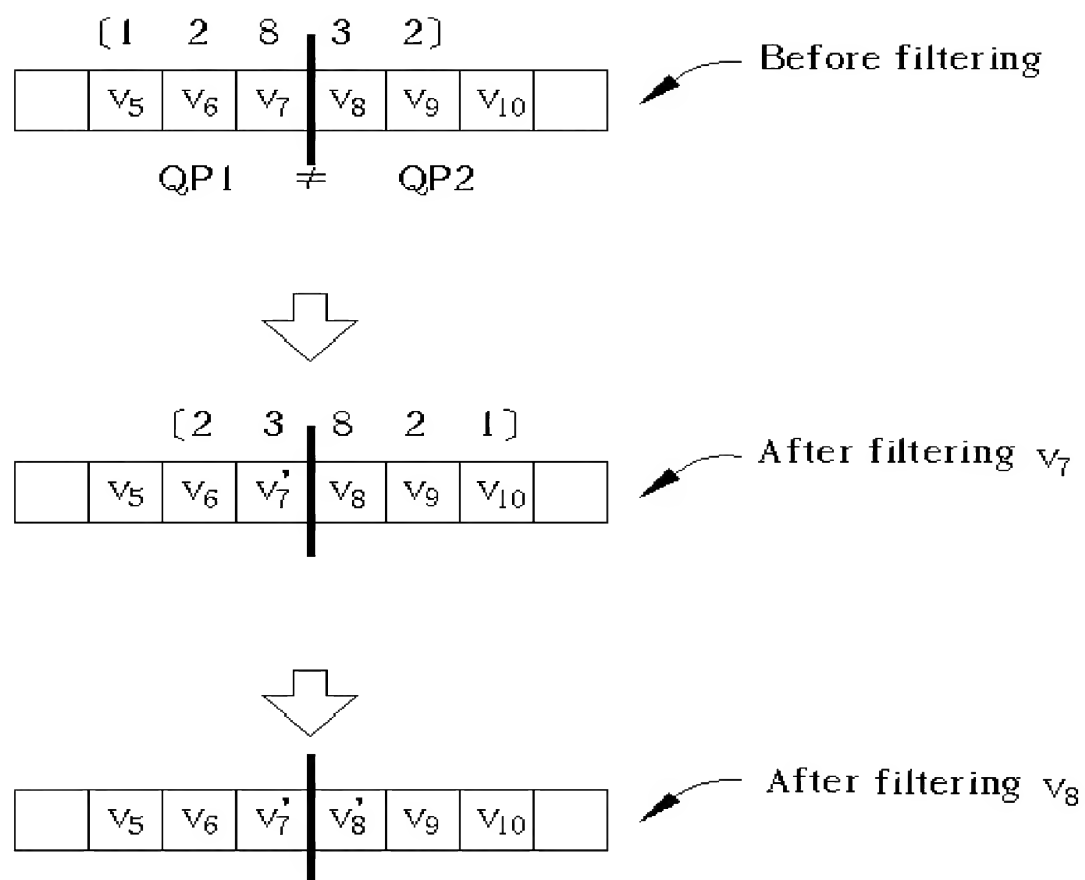 [1 2 8 3 2]
Before filtering
v5 v6 v7 v8 v9 v10
QP1 ≠ QP2
[2 3 8 2 1]
After filtering v7
v5 v6 v7' v8 v9 v10
After filtering v8
v5 v6 v7' v8' v9 v10